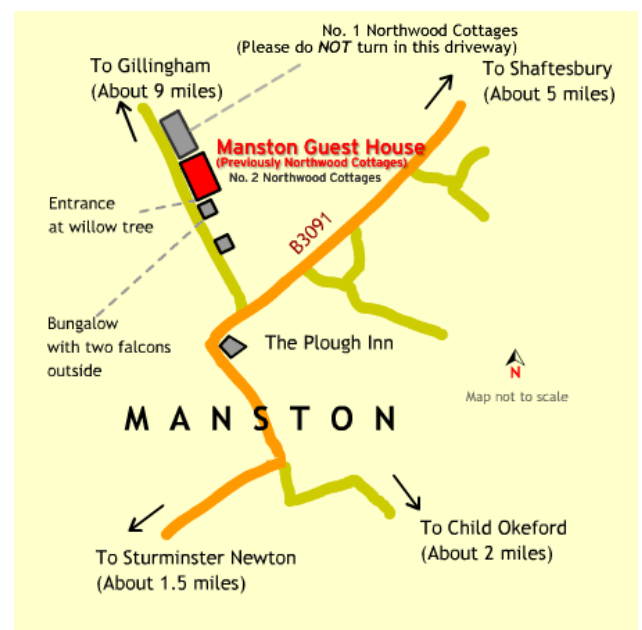 No. 1 Northwood Cottages
(Please do NOT turn in this driveway)
To Gillingham
(About 9 miles)
To Shaftesbury
(About 5 miles)
Manston Guest House
(Previously Northwood Cottages)
No. 2 Northwood Cottages
Entrance
at willow tree
B3091
Bungalow
with two falcons
outside
The Plough Inn
N
Map not to scale
MANSTON
To Child Okeford
(About 2 miles)
To Sturminster Newton
(About 1.5 miles)